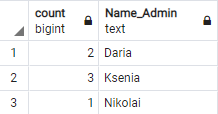 count Name_Admin
bigint text
1 2 Daria
2 3 Ksenia
3 1 Nikolai